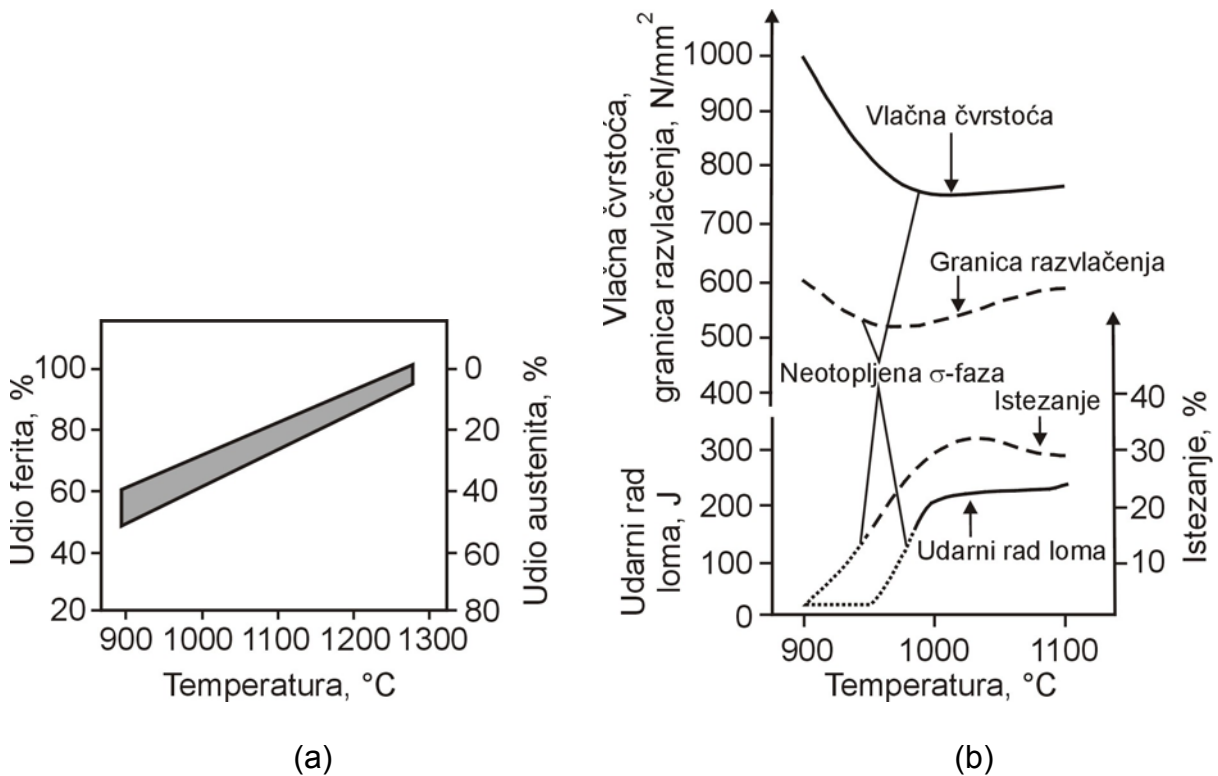 Udio ferita, %
100
80
60
40
20
0
20
40
60
80
Udio austenita, %
900 1000 1100 1200 1300
Temperatura, °C
(a)
Vlačna čvrstoća,
granica razvlačenja, N/mm²
1000
900
800
700
600
500
400
Vlačna čvrstoća
Granica razvlačenja
Neotopljena σ-faza
Istezanje
Udarni rad loma
Udarni rad
loma, J
300
200
100
0
40
30
20
10
Istezanje, %
900 1000 1100
Temperatura, °C
(b)